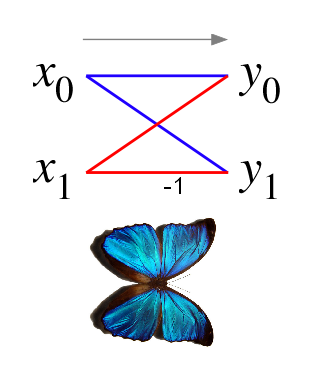 x₀ y₀
x₁ y₁
-1